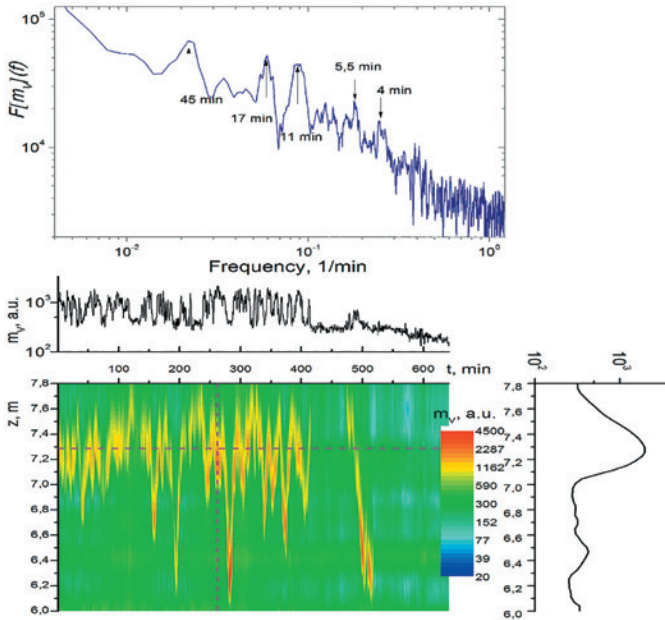 10⁵
F[mᵥ](f)
5,5 min
4 min
45 min
17 min
11 min
10⁴
10⁻² 10⁻¹ 10⁰
Frequency, 1/min
mᵥ, a.u.
10³
10²
100 200 300 400 500 600 t, min
10² 10³
z, m
7,8
7,6
7,4
7,2
7,0
6,8
6,6
6,4
6,2
6,0
mᵥ, a.u.
4500
2287
1162
590
300
152
77
39
20
7,8
7,6
7,4
7,2
7,0
6,8
6,6
6,4
6,2
6,0